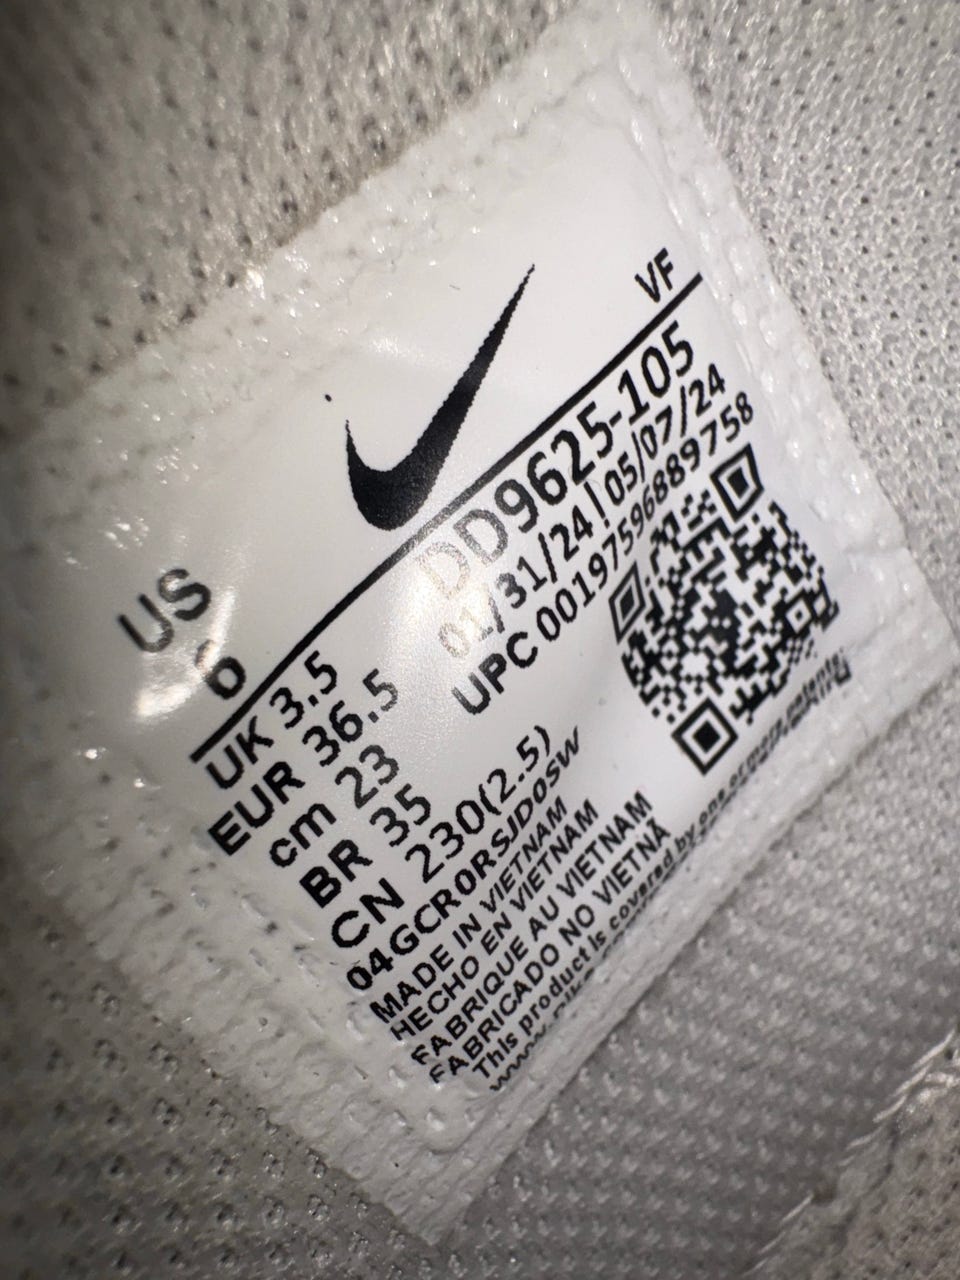 VF
US
6
DD9625-105
01/31/24 | 05/07/24
UPC 00197596889758
UK 3.5
EUR 36.5
cm 23
BR 35
CN 230(2.5)
04GCR0RSJD0SW
MADE IN VIETNAM
HECHO EN VIETNAM
FABRIQUE AU VIETNAM
FABRICADO NO VIETNÃ
This product is covered by one or more patents.